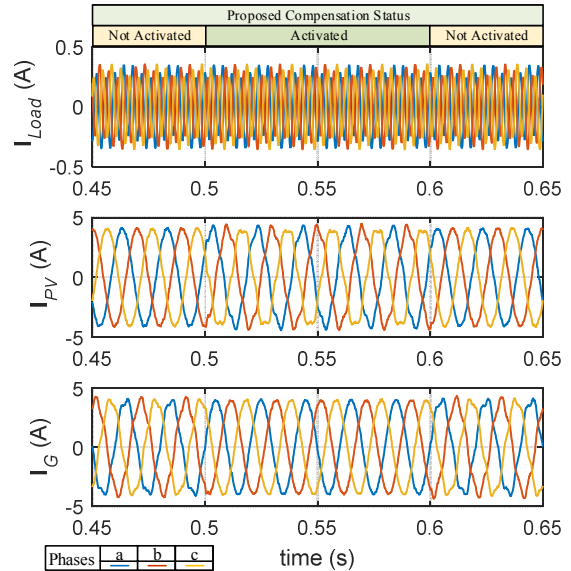 Proposed Compensation Status
Not Activated Activated Not Activated
I_Load (A)
0.5
0
-0.5
0.45 0.5 0.55 0.6 0.65
I_PV (A)
5
0
-5
0.45 0.5 0.55 0.6 0.65
I_G (A)
5
0
-5
0.45 0.5 0.55 0.6 0.65
Phases a b c
time (s)